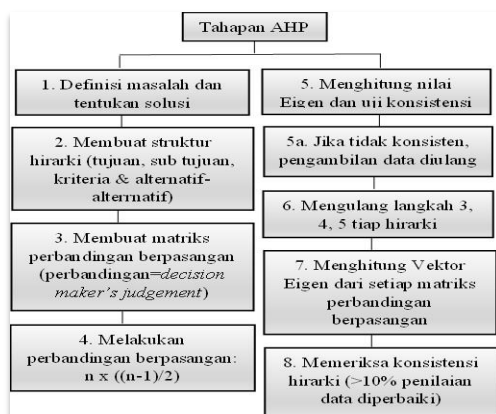 Tahapan AHP
1. Definisi masalah dan
tentukan solusi
2. Membuat struktur
hirarki (tujuan, sub tujuan,
kriteria & alternatif-
alterrnatif)
3. Membuat matriks
perbandingan berpasangan
(perbandingan=decision
maker's judgement)
4. Melakukan
perbandingan berpasangan:
n x ((n-1)/2)
5. Menghitung nilai
Eigen dan uji konsistensi
5a. Jika tidak konsisten,
pengambilan data diulang
6. Mengulang langkah 3,
4, 5 tiap hirarki
7. Menghitung Vektor
Eigen dari setiap matriks
perbandingan
berpasangan
8. Memeriksa konsistensi
hirarki (>10% penilaian
data diperbaiki)